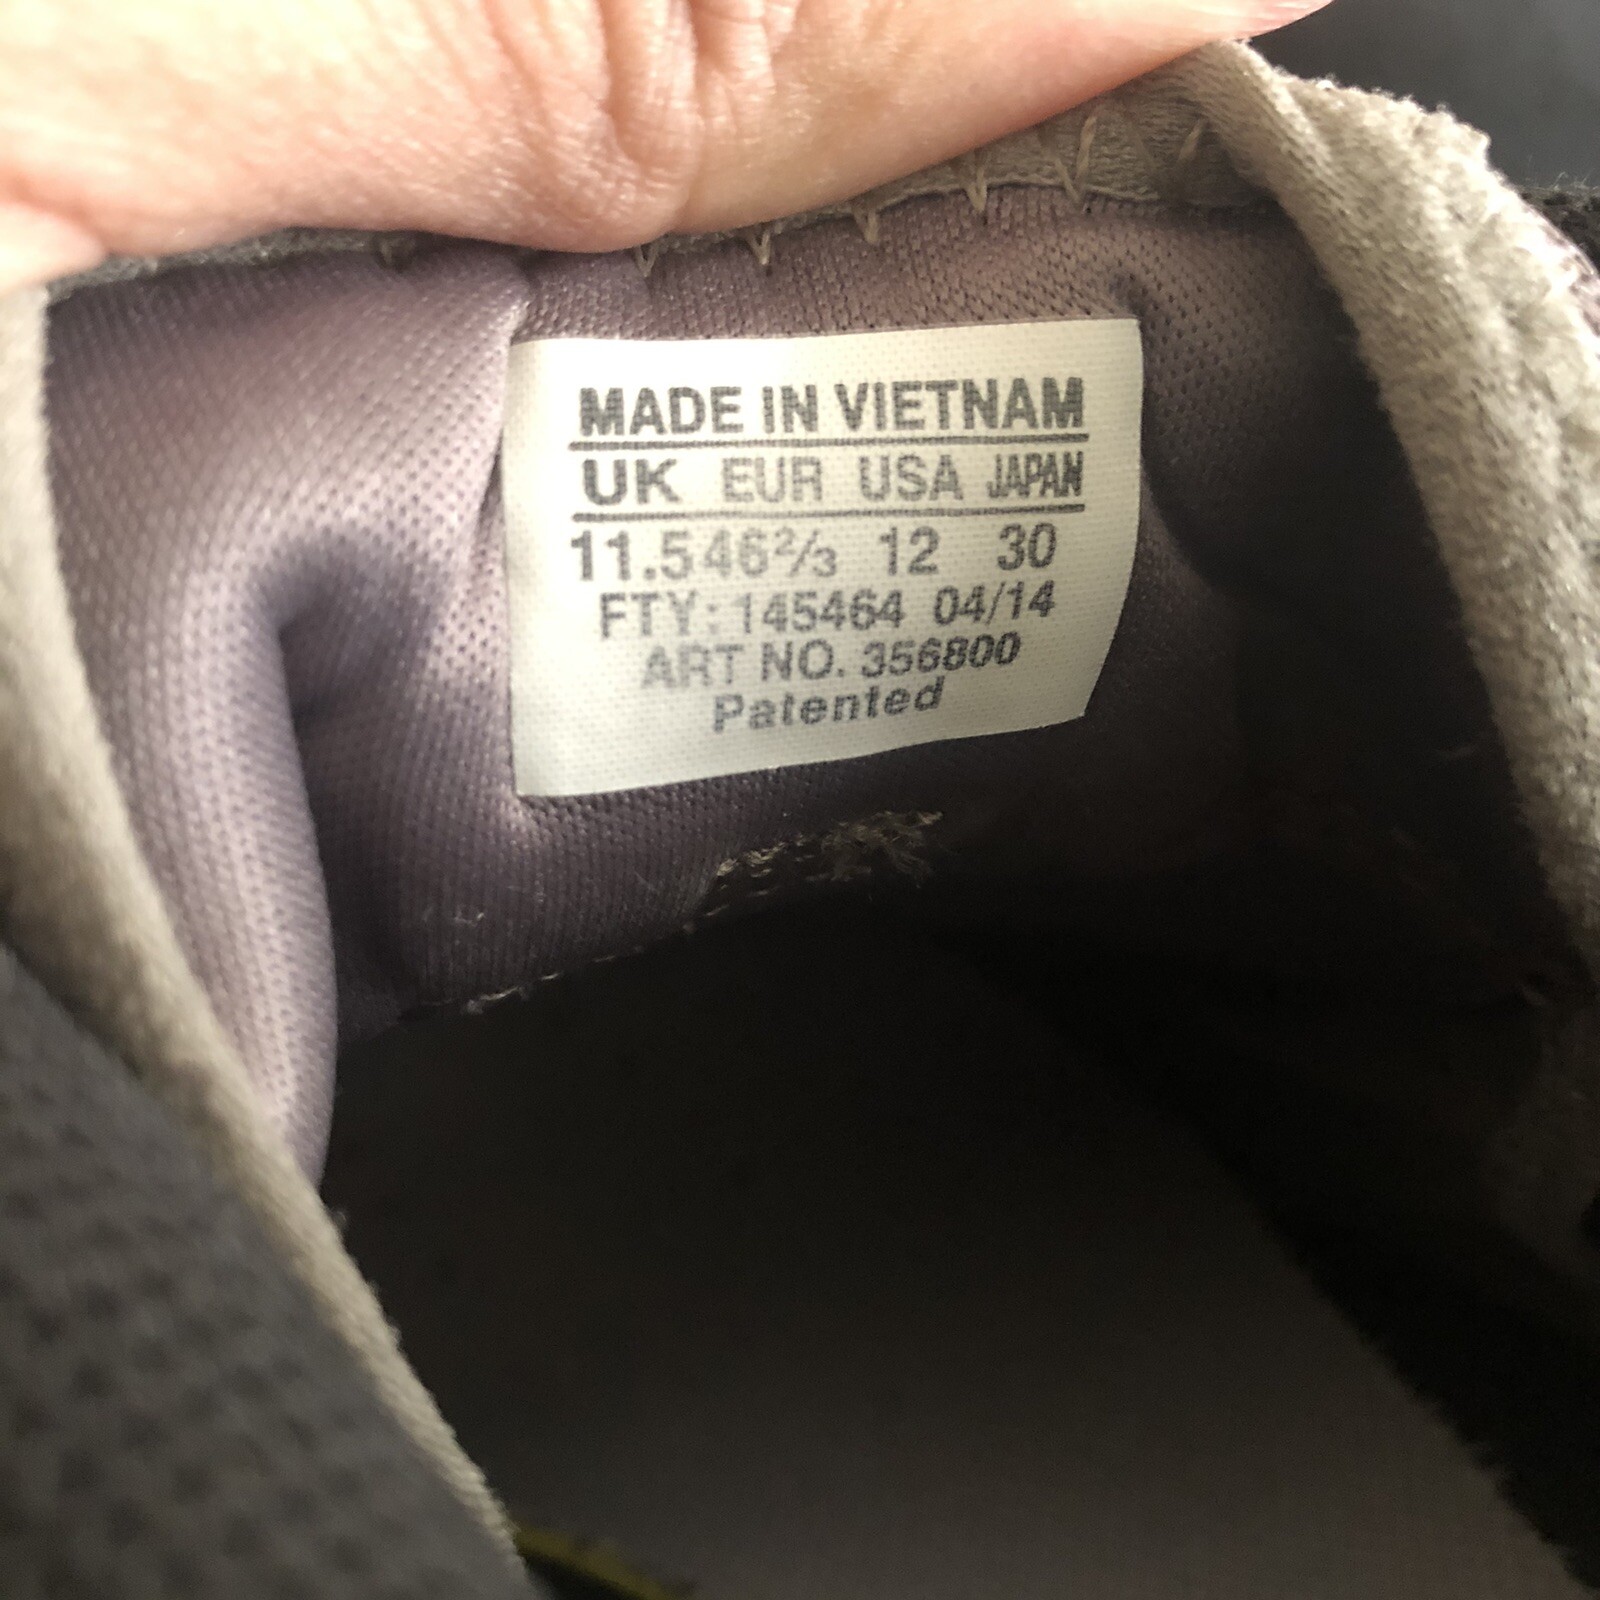 MADE IN VIETNAM
UK EUR USA JAPAN
11.5 46⅔ 12 30
FTY: 145464 04/14
ART NO. 356800
Patented